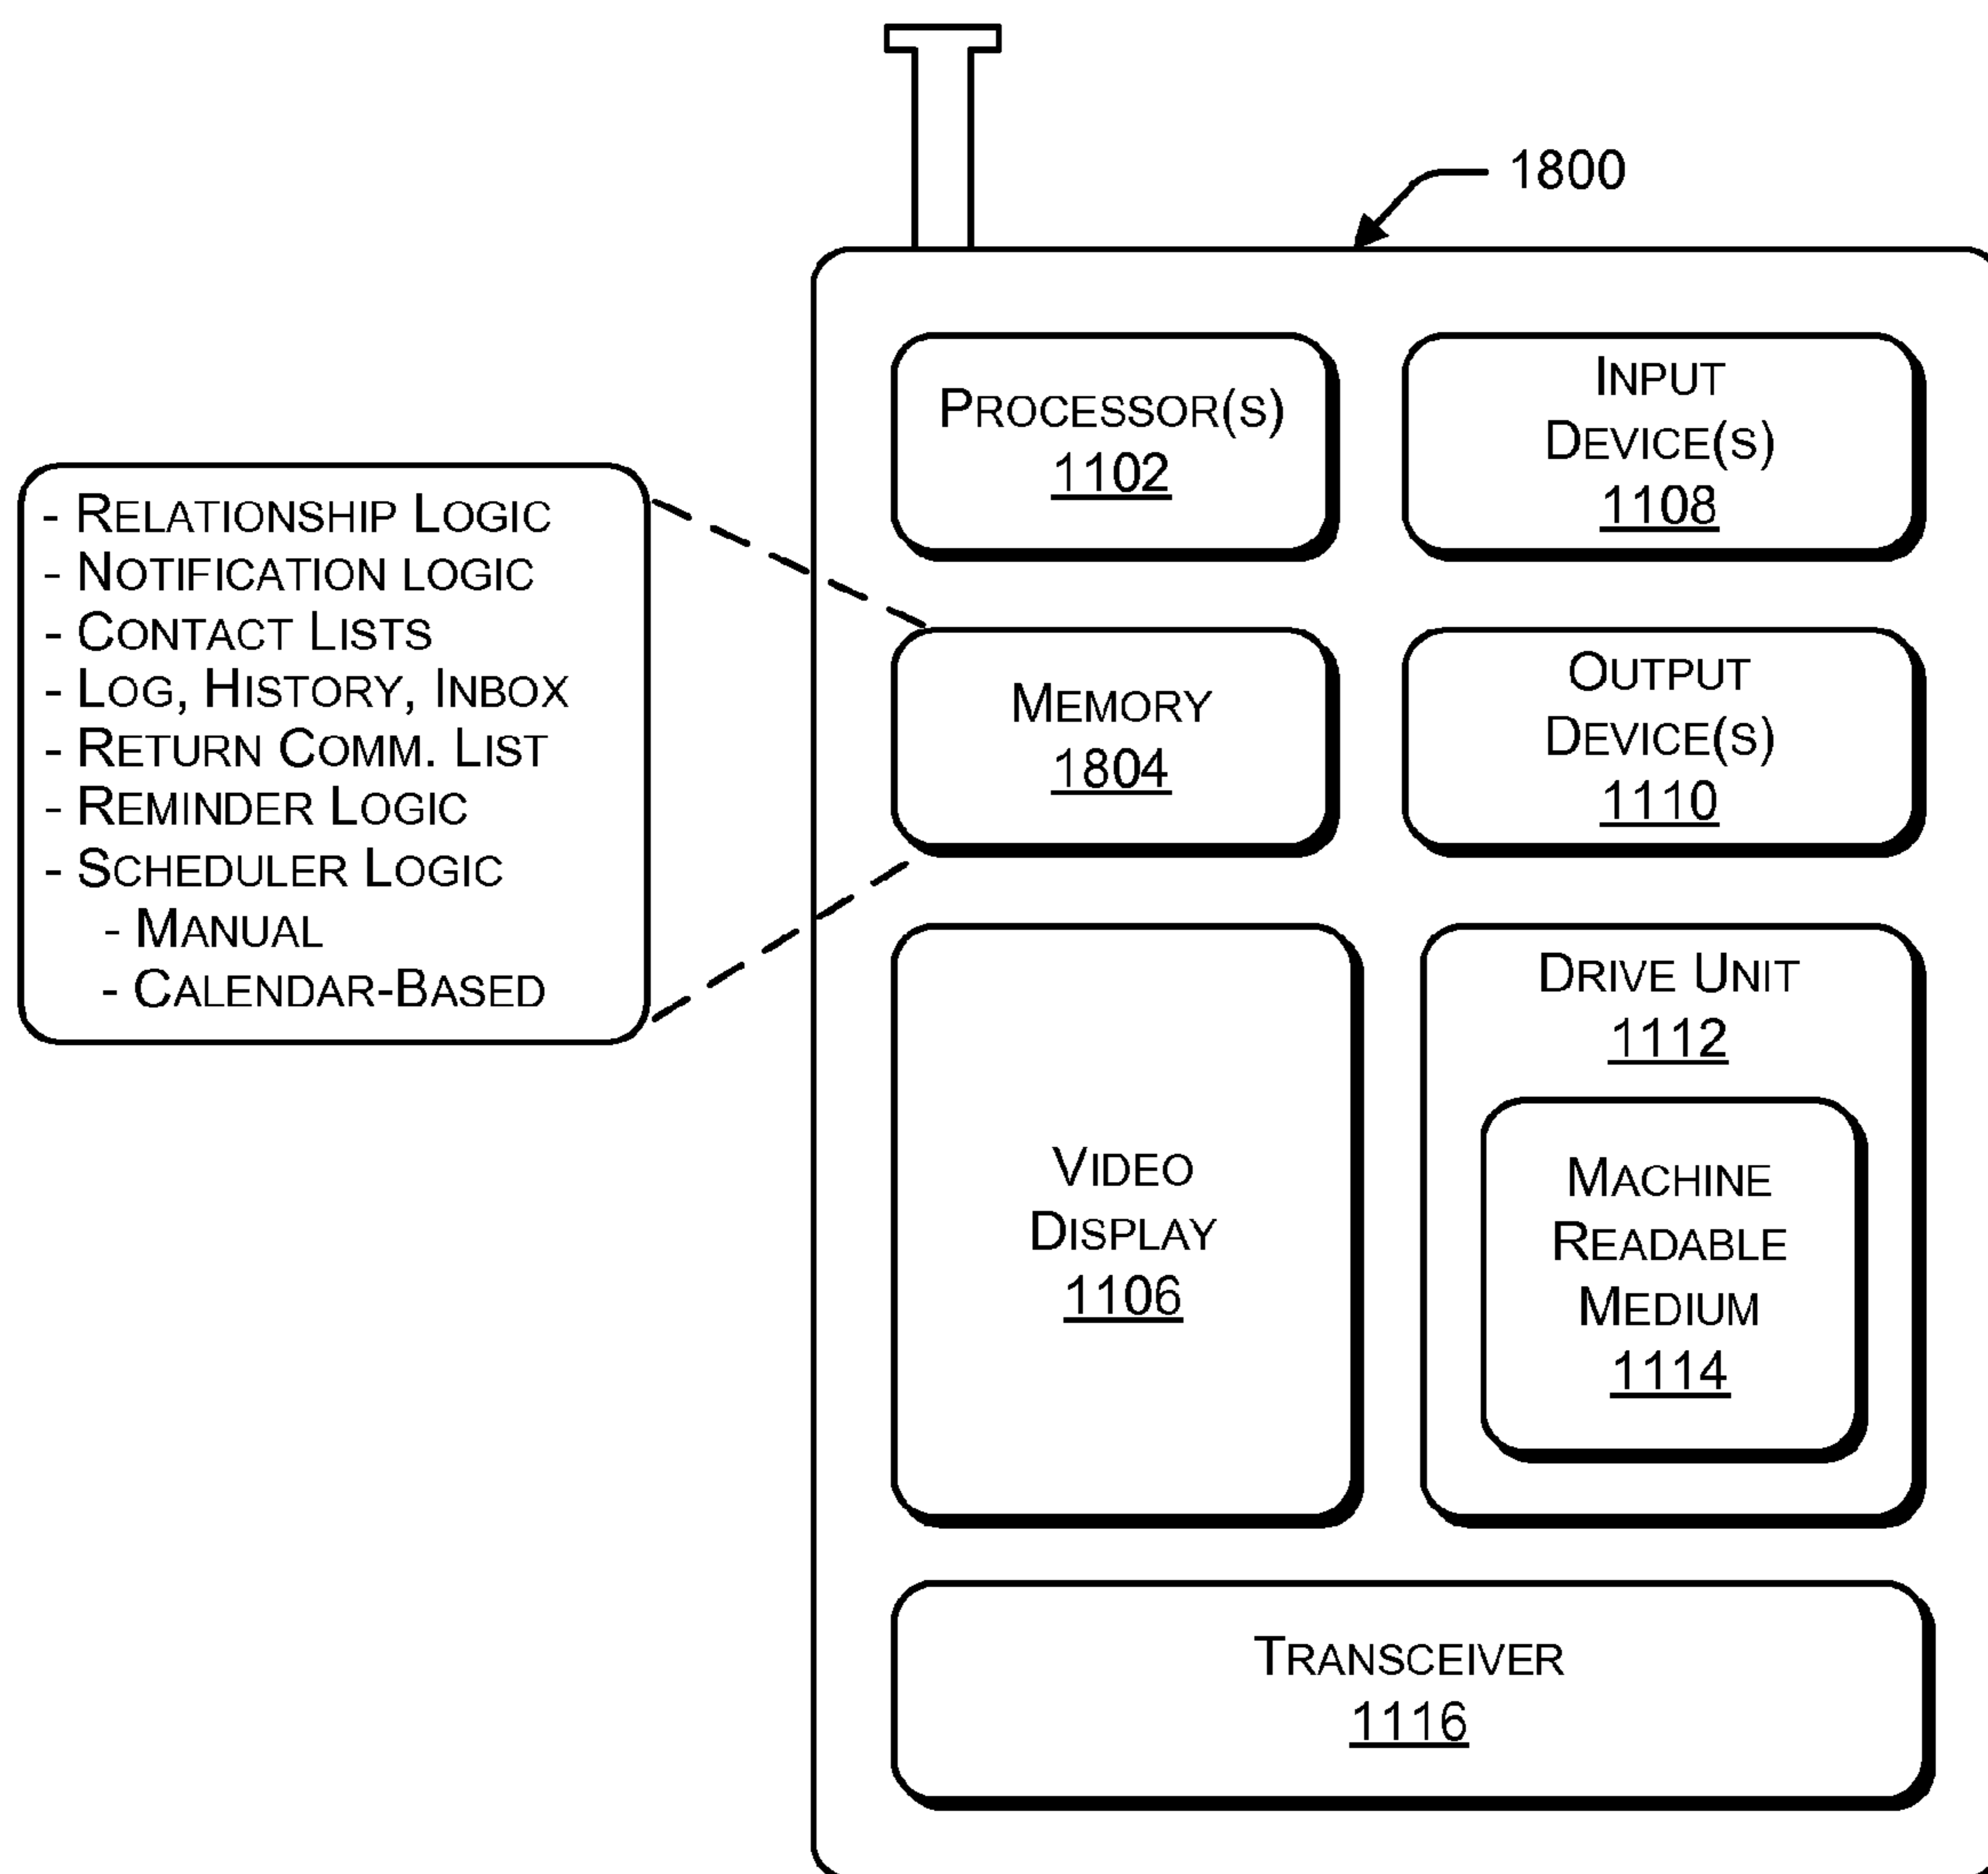 1800
PROCESSOR(S)
1102
INPUT
DEVICE(S)
1108
- RELATIONSHIP LOGIC
- NOTIFICATION LOGIC
- CONTACT LISTS
- LOG, HISTORY, INBOX
- RETURN COMM. LIST
- REMINDER LOGIC
- SCHEDULER LOGIC
- MANUAL
- CALENDAR-BASED
MEMORY
1804
OUTPUT
DEVICE(S)
1110
VIDEO
DISPLAY
1106
DRIVE UNIT
1112
MACHINE
READABLE
MEDIUM
1114
TRANSCEIVER
1116